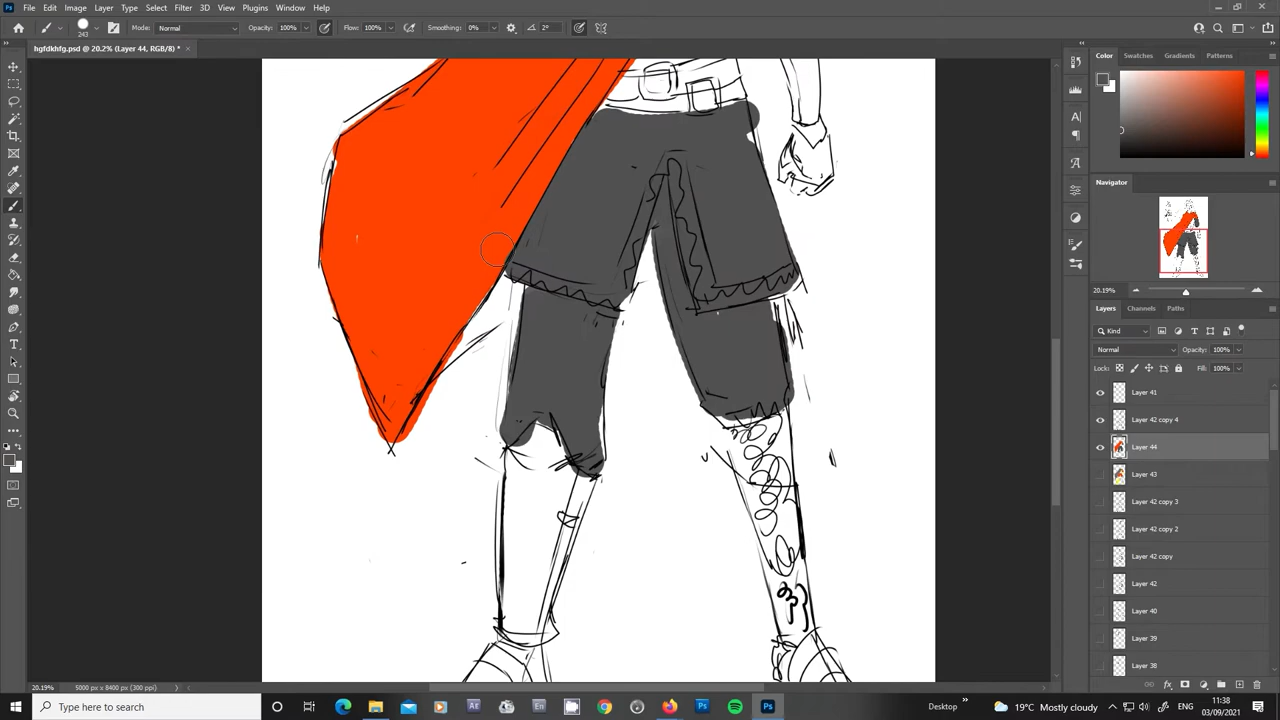 Ps File Edit Image Layer Type Select Filter 3D View Plugins Window Help
243 Mode: Normal Opacity: 100% Flow: 100% Smoothing: 0% 2°
hgfdkhfg.psd @ 20.2% (Layer 44, RGB/8) *
Color Swatches Gradients Patterns
Navigator
20.19%
Layers Channels Paths
Kind
Normal Opacity: 100%
Lock: Fill: 100%
Layer 41
Layer 42 copy 4
Layer 44
Layer 43
Layer 42 copy 3
Layer 42 copy 2
Layer 42 copy
Layer 42
Layer 40
Layer 39
Layer 38
20.19% 5000 px x 8400 px (300 ppi)
Type here to search
Desktop 19°C Mostly cloudy
11:38
03/09/2021